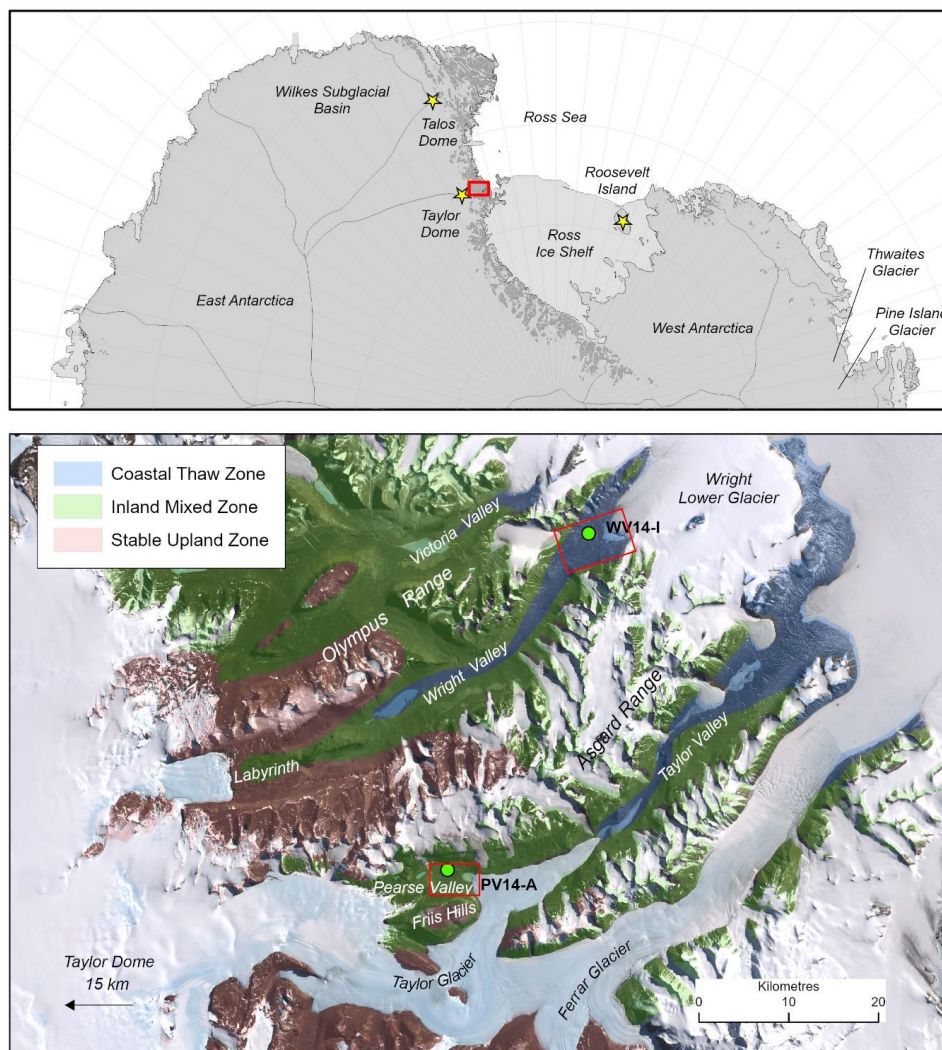 Wilkes Subglacial
Basin
Talos
Dome
Ross Sea
Roosevelt
Island
Taylor
Dome
Ross
Ice Shelf
Thwaites
Glacier
East Antarctica
West Antarctica
Pine Island
Glacier
Coastal Thaw Zone
Inland Mixed Zone
Stable Upland Zone
Wright
Lower Glacier
Victoria Valley
WV14-I
Olympus Range
Wright Valley
Asgard Range
Taylor Valley
Labyrinth
Pearse Valley
PV14-A
Friis Hills
Taylor Dome
15 km
Taylor Glacier
Ferrar Glacier
Kilometres
0 10 20